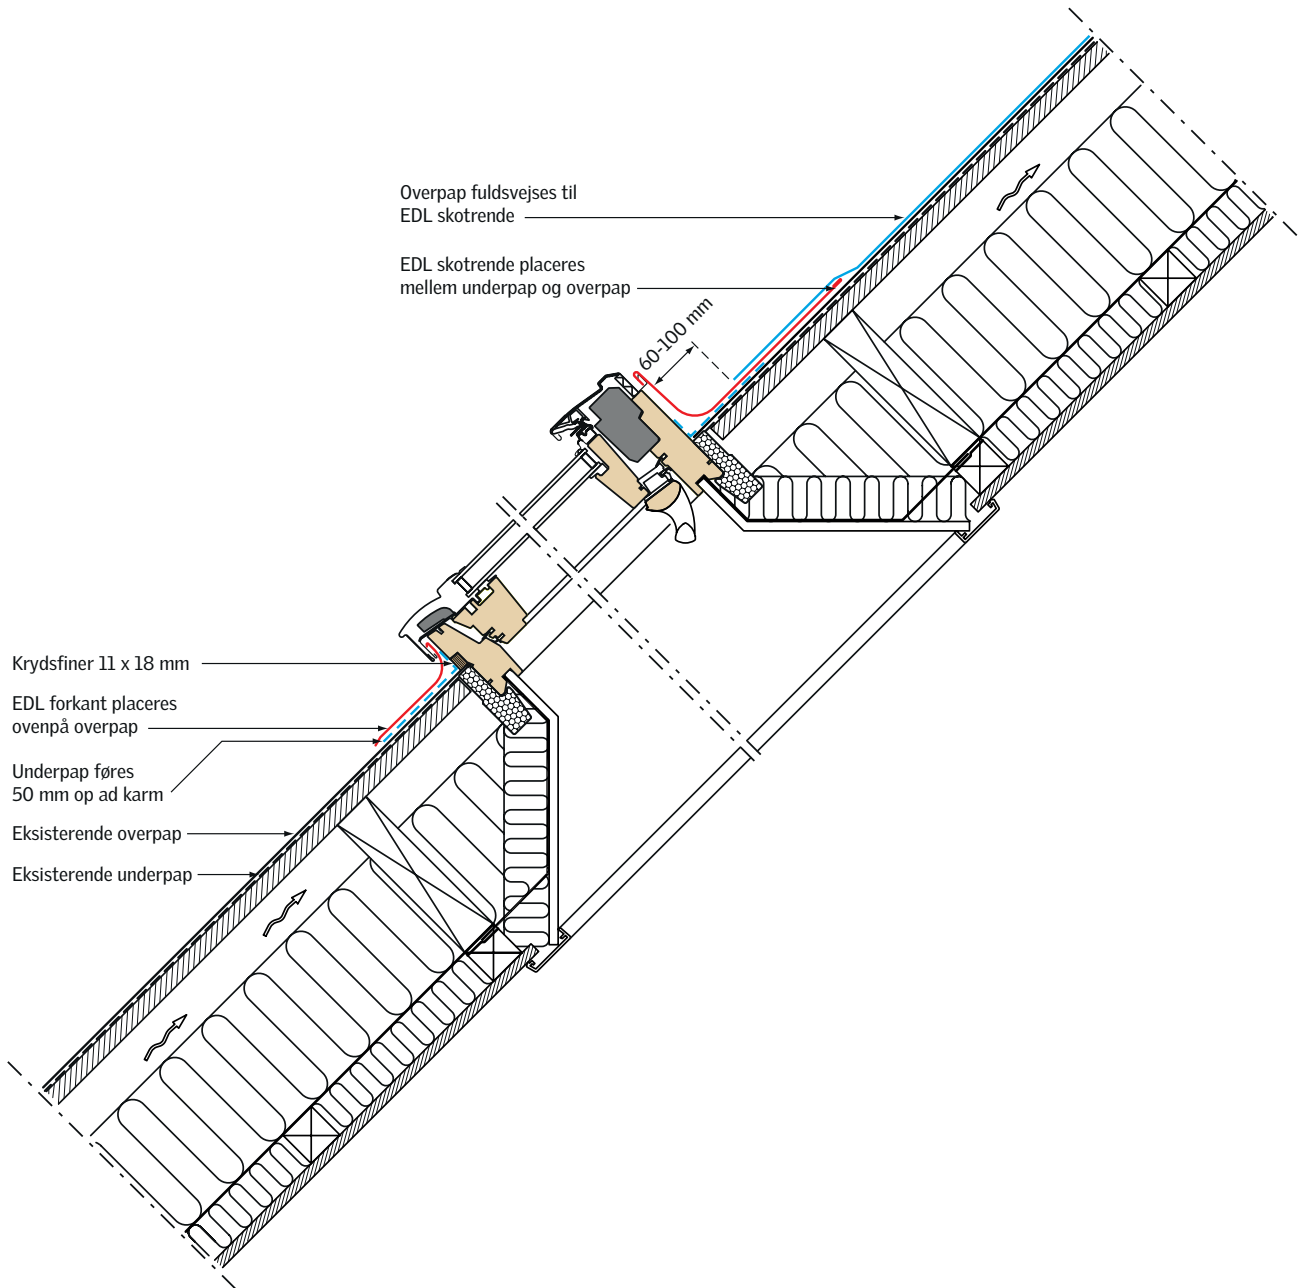 Overpap fuldsvejses til
EDL skotrende
EDL skotrende placeres
mellem underpap og overpap
60-100 mm
Krydsfiner 11 x 18 mm
EDL forkant placeres
ovenpå overpap
Underpap føres
50 mm op ad karm
Eksisterende overpap
Eksisterende underpap